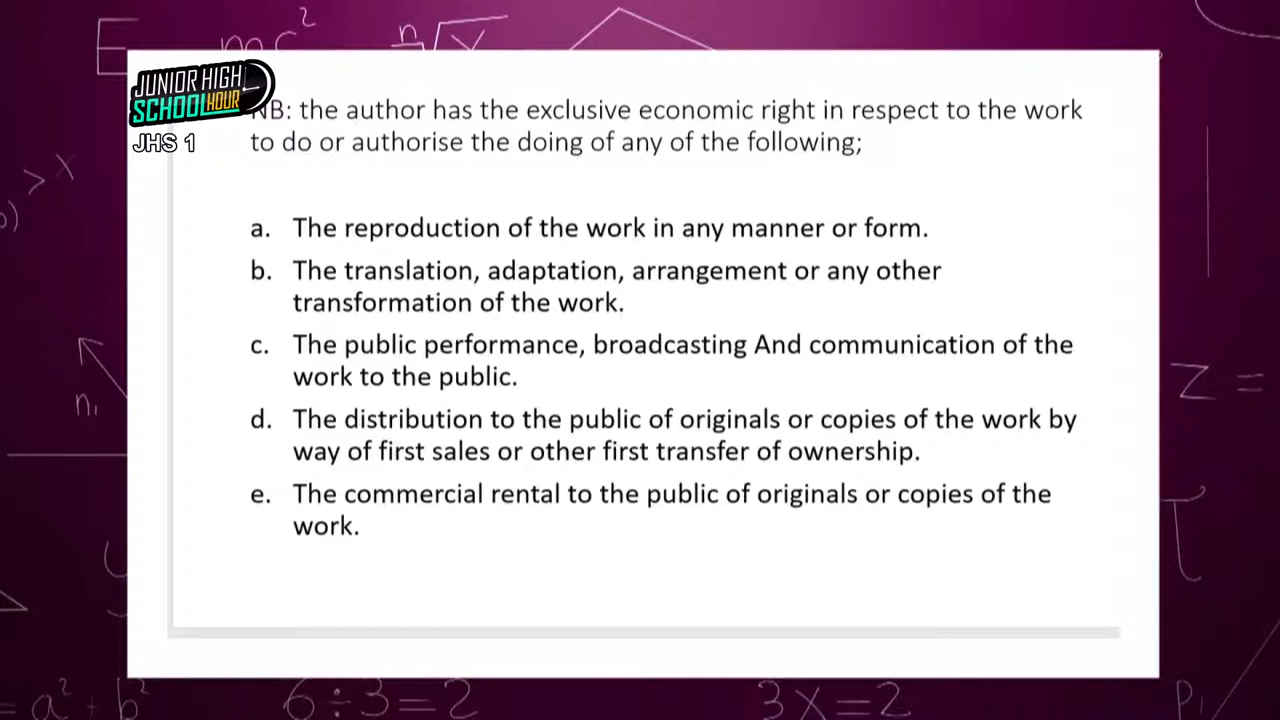 E mc²
n√y
JUNIOR HIGH
SCHOOL HOUR
JHS 1
NB: the author has the exclusive economic right in respect to the work
to do or authorise the doing of any of the following;
> x
a. The reproduction of the work in any manner or form.
b. The translation, adaptation, arrangement or any other
transformation of the work.
c. The public performance, broadcasting And communication of the
work to the public.
Z =
n₁
d. The distribution to the public of originals or copies of the work by
way of first sales or other first transfer of ownership.
e. The commercial rental to the public of originals or copies of the
work.
= a² + b²
6÷3=2
3x=2
P₁